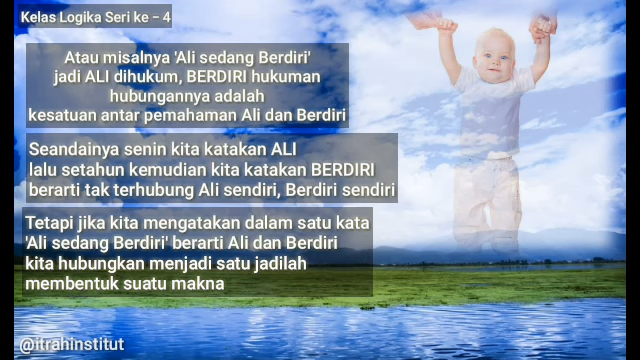 Kelas Logika Seri ke - 4
Atau misalnya 'Ali sedang Berdiri'
jadi ALI dihukum, BERDIRI hukuman
hubungannya adalah
kesatuan antar pemahaman Ali dan Berdiri
Seandainya senin kita katakan ALI
lalu setahun kemudian kita katakan BERDIRI
berarti tak terhubung Ali sendiri, Berdiri sendiri
Tetapi jika kita mengatakan dalam satu kata
'Ali sedang Berdiri' berarti Ali dan Berdiri
kita hubungkan menjadi satu jadilah
membentuk suatu makna
@itrahinstitut